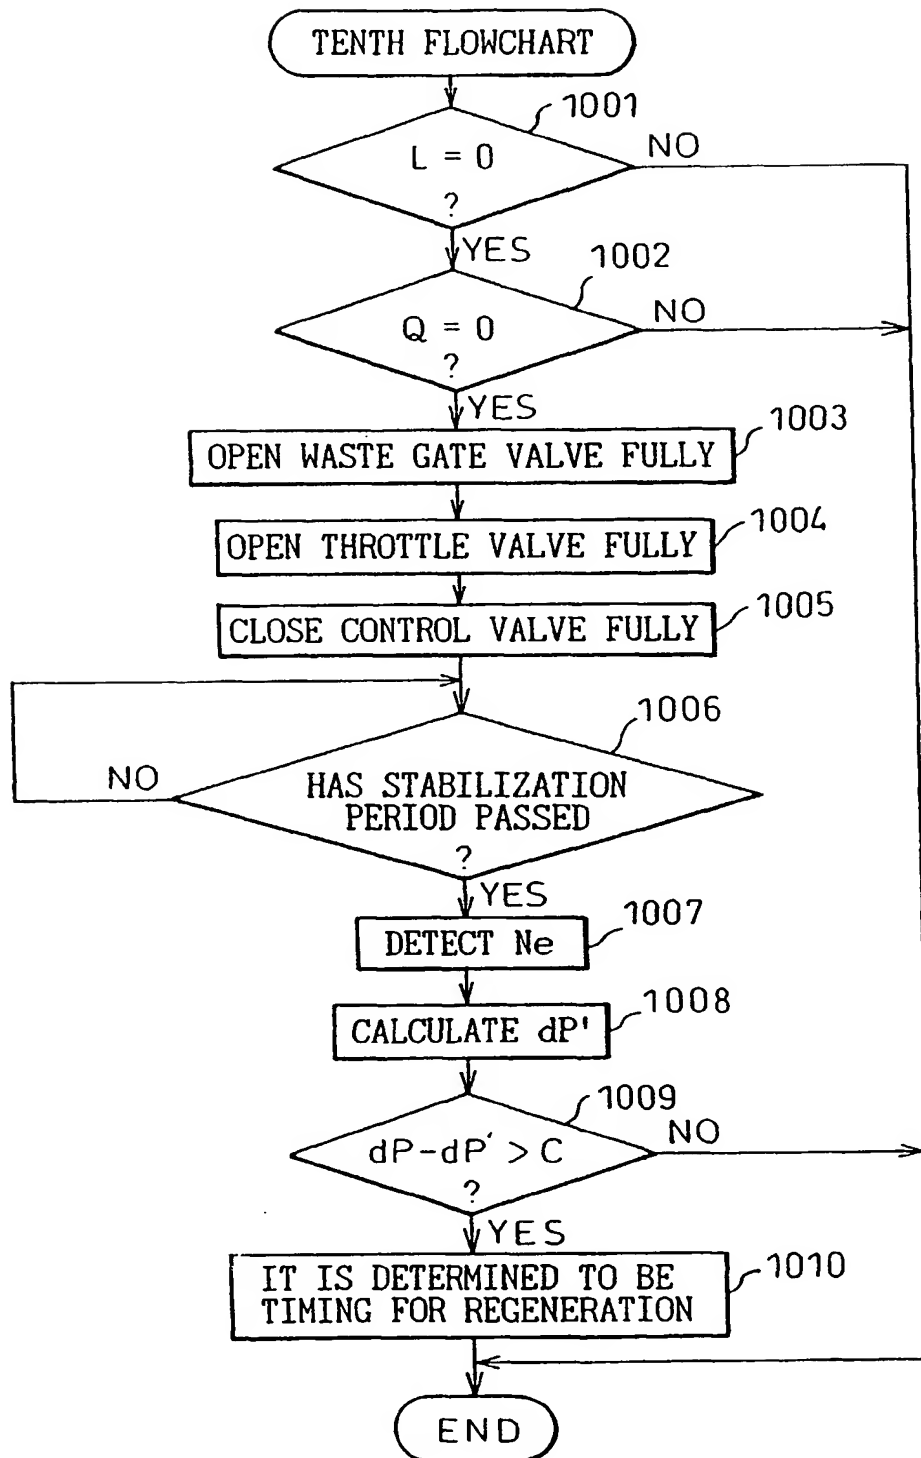 TENTH FLOWCHART
1001
L = 0
?
NO
YES
1002
Q = 0
?
NO
YES
1003
OPEN WASTE GATE VALVE FULLY
1004
OPEN THROTTLE VALVE FULLY
1005
CLOSE CONTROL VALVE FULLY
1006
NO
HAS STABILIZATION
PERIOD PASSED
?
YES
1007
DETECT Ne
1008
CALCULATE dP'
1009
dP-dP' > C
?
NO
YES
1010
IT IS DETERMINED TO BE
TIMING FOR REGENERATION
END